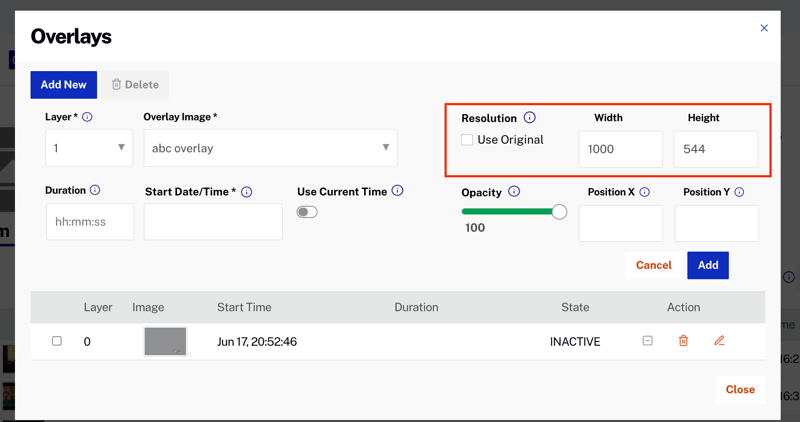 Overlays
Add New
Delete
Layer *
Overlay Image *
Resolution
Width
Height
1
abc overlay
Use Original
1000
544
Duration
Start Date/Time *
Use Current Time
Opacity
Position X
Position Y
hh:mm:ss
100
Cancel
Add
Layer
Image
Start Time
Duration
State
Action
0
Jun 17, 20:52:46
INACTIVE
Close